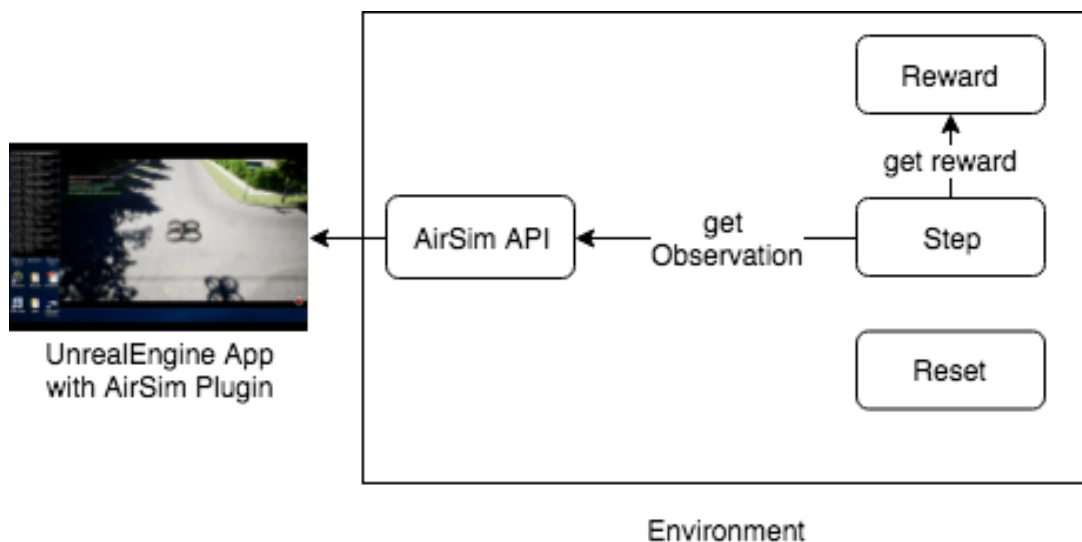 Reward
get reward
AirSim API
get
Observation
Step
UnrealEngine App
with AirSim Plugin
Reset
Environment